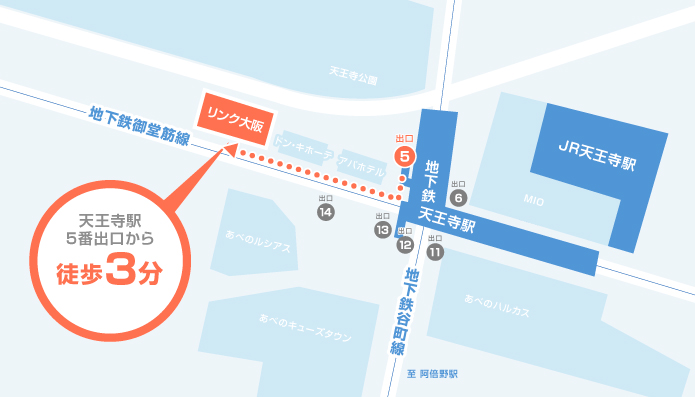 天王寺公園
地下鉄御堂筋線
リンク大阪
ドン・キホーテ
アパホテル
出口
5
地下鉄
天王寺駅
JR天王寺駅
MIO
出口
6
出口
14
出口
13
出口
12
出口
11
天王寺駅
5番出口から
徒歩3分
あべのルシアス
あべのキューズタウン
地下鉄谷町線
あべのハルカス
至 阿倍野駅